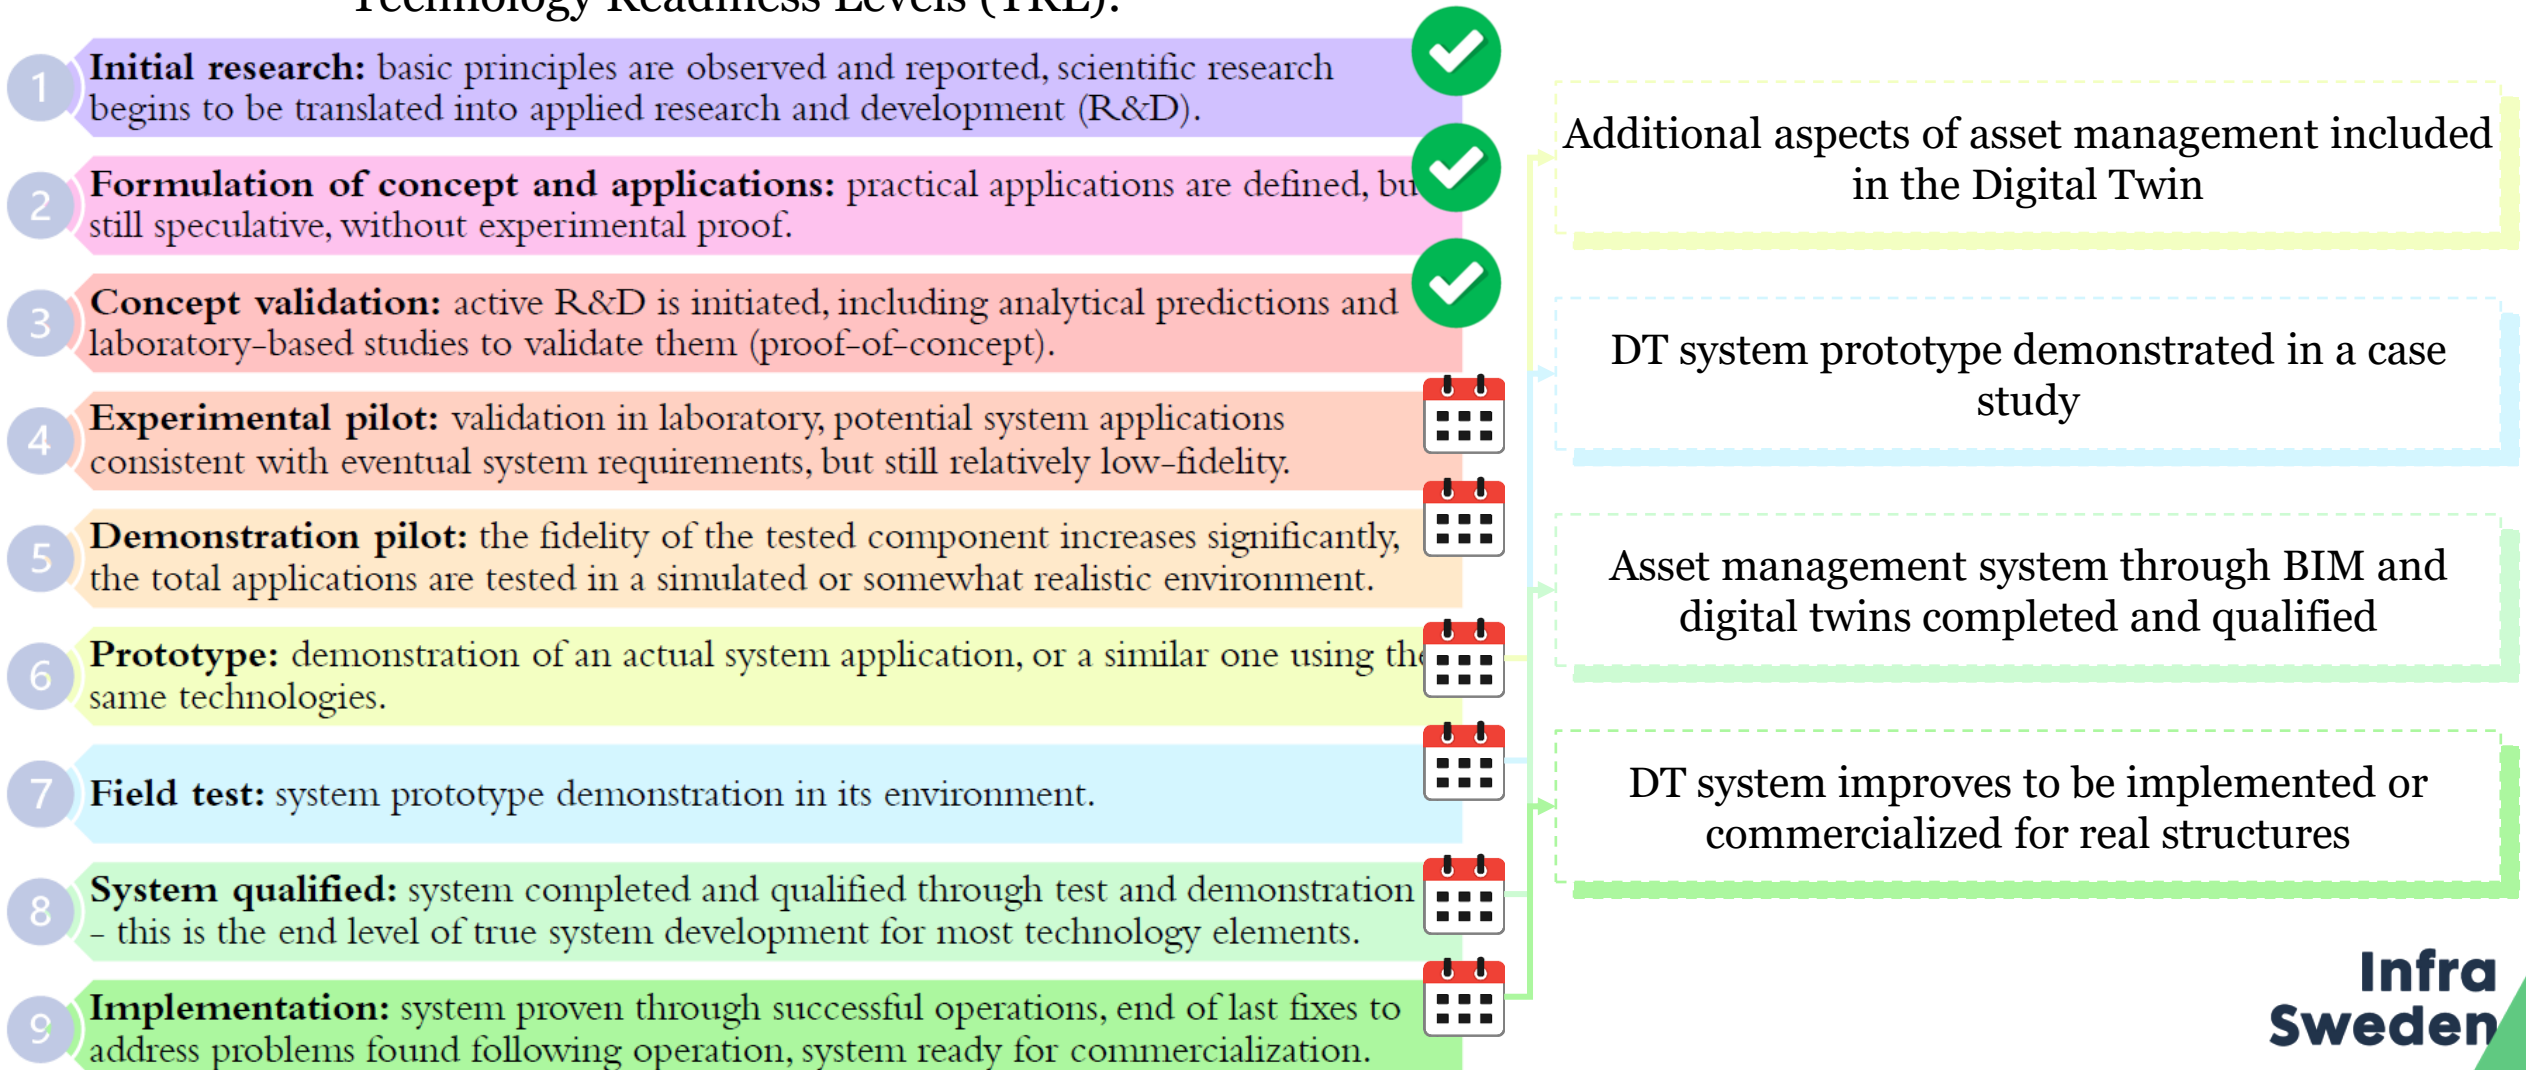 Technology Readiness Levels (TRL):
1
Initial research: basic principles are observed and reported, scientific research
begins to be translated into applied research and development (R&D).
2
Formulation of concept and applications: practical applications are defined, bu
still speculative, without experimental proof.
3
Concept validation: active R&D is initiated, including analytical predictions and
laboratory-based studies to validate them (proof-of-concept).
4
Experimental pilot: validation in laboratory, potential system applications
consistent with eventual system requirements, but still relatively low-fidelity.
5
Demonstration pilot: the fidelity of the tested component increases significantly,
the total applications are tested in a simulated or somewhat realistic environment.
6
Prototype: demonstration of an actual system application, or a similar one using the
same technologies.
7
Field test: system prototype demonstration in its environment.
8
System qualified: system completed and qualified through test and demonstration
– this is the end level of true system development for most technology elements.
9
Implementation: system proven through successful operations, end of last fixes to
address problems found following operation, system ready for commercialization.
Additional aspects of asset management included
in the Digital Twin
DT system prototype demonstrated in a case
study
Asset management system through BIM and
digital twins completed and qualified
DT system improves to be implemented or
commercialized for real structures
Infra
Sweden